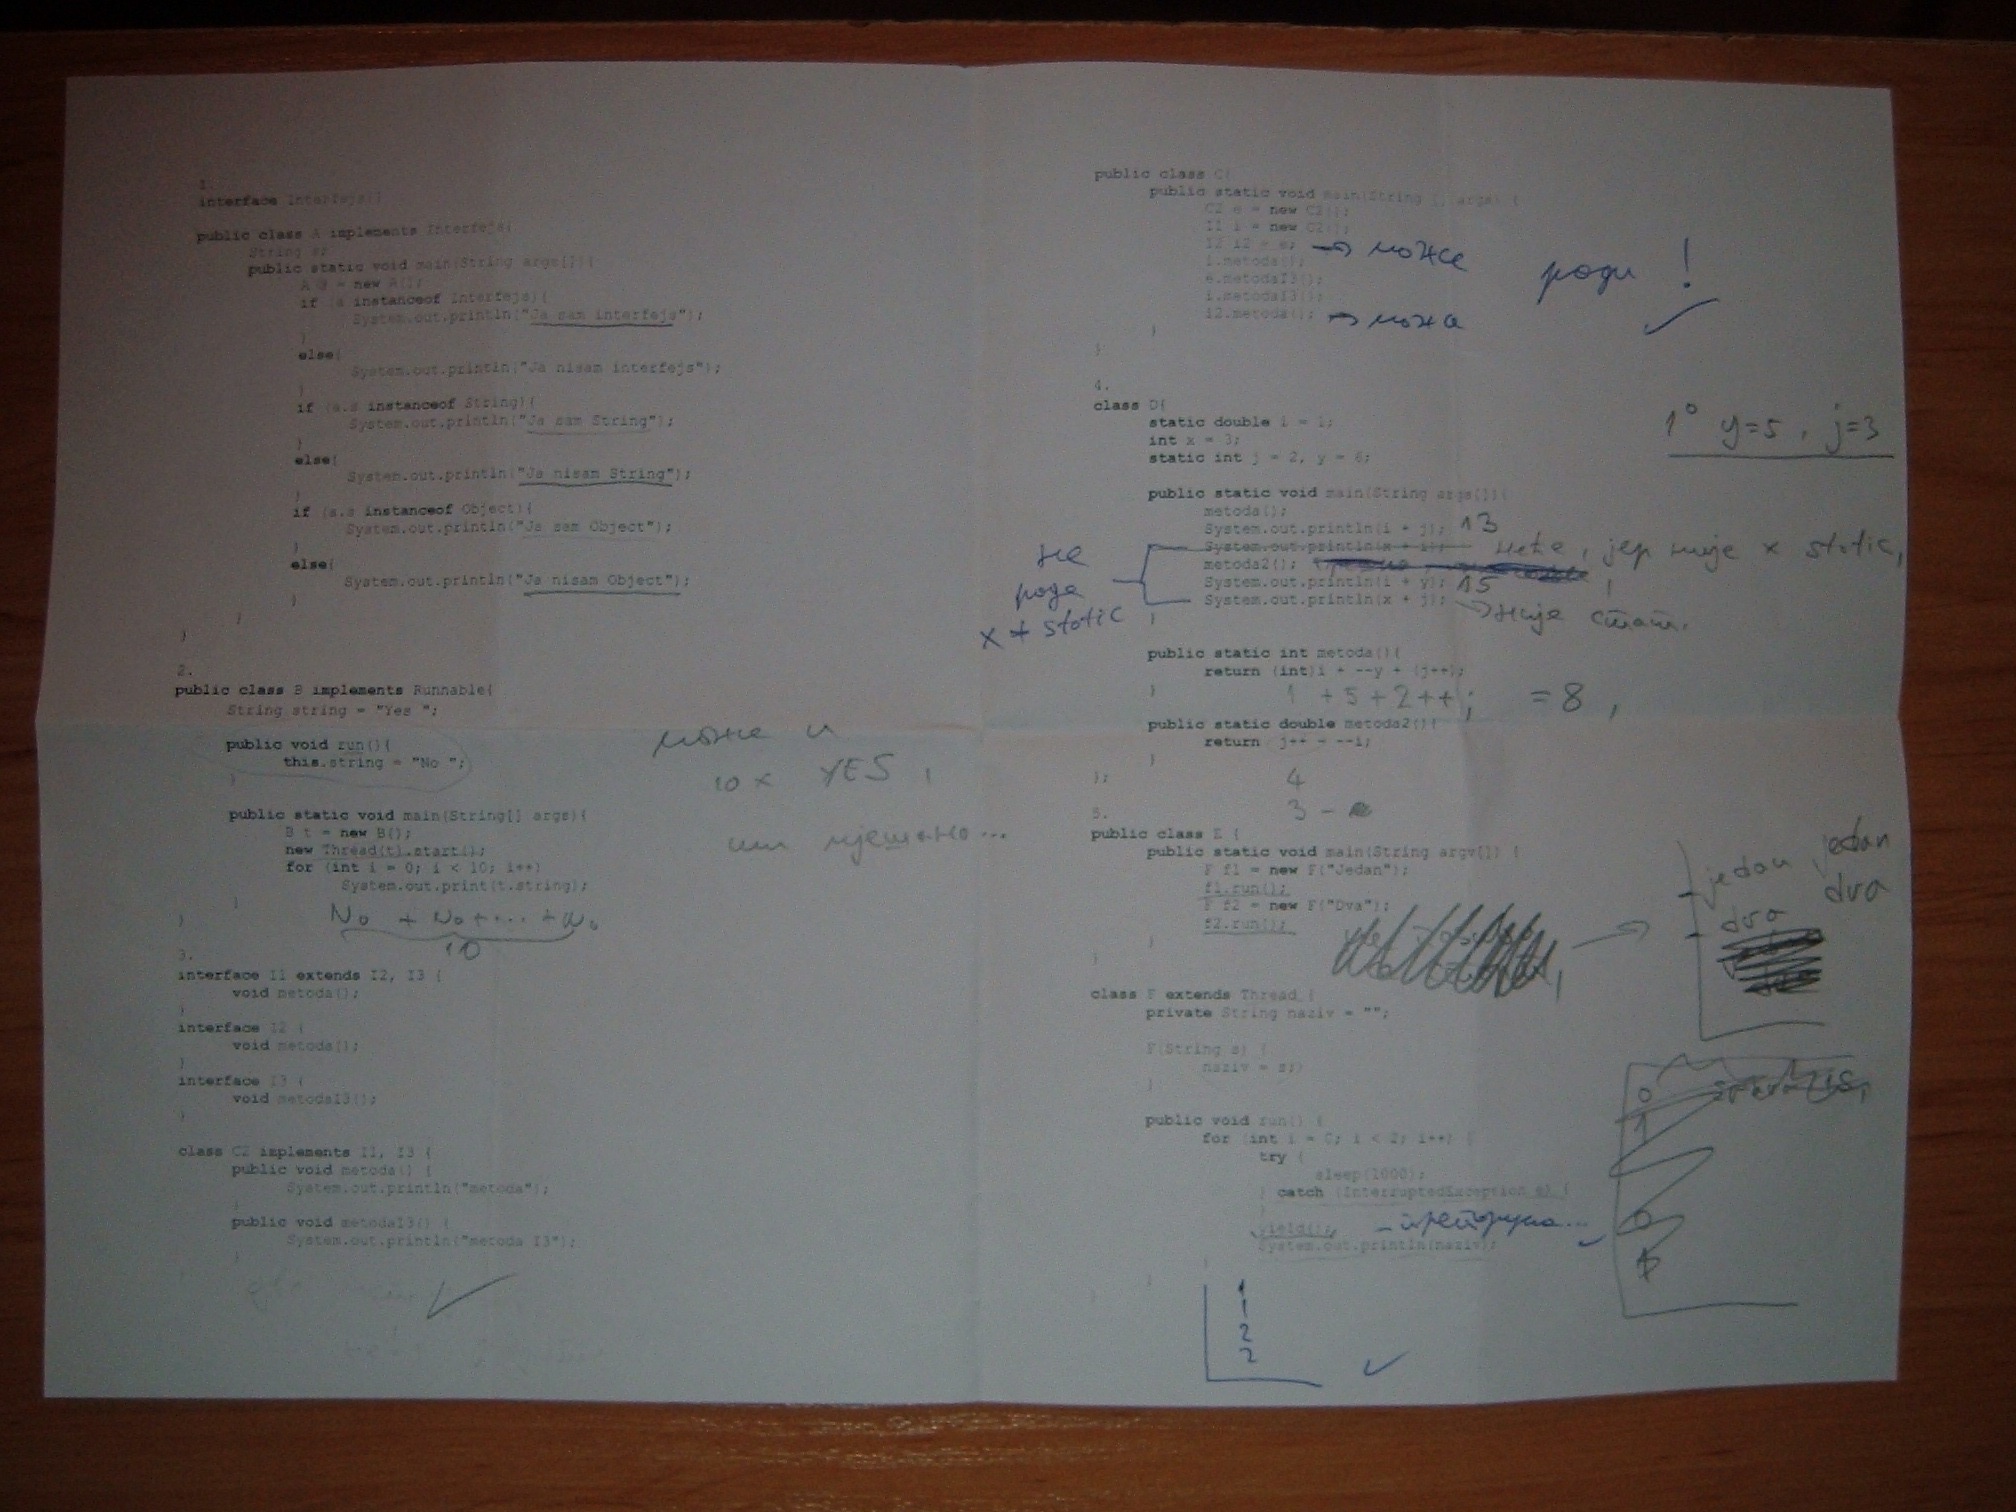 1.
interface Interfejs{}
public class A implements Interfejs{
String s;
public static void main(String args[]){
A a = new A();
if (a instanceof Interfejs){
System.out.println("Ja sam interfejs");
}
else{
System.out.println("Ja nisam interfejs");
}
if (a.s instanceof String){
System.out.println("Ja sam String");
}
else{
System.out.println("Ja nisam String");
}
if (a.s instanceof Object){
System.out.println("Ja sam Object");
}
else{
System.out.println("Ja nisam Object");
}
}
}
2.
public class B implements Runnable{
String string = "Yes ";
public void run(){
this.string = "No ";
}
може и
10 x YES,
public static void main(String[] args){
B t = new B();
new Thread(t).start();
for (int i = 0; i < 10; i++)
System.out.print(t.string);
}
}
No + No + ... + No
10
3.
interface I1 extends I2, I3 {
void metoda();
}
interface I2 {
void metoda();
}
interface I3 {
void metodaI3();
}
class C2 implements I1, I3 {
public void metoda() {
System.out.println("metoda");
}
public void metodaI3() {
System.out.println("metoda I3");
}
public class C{
public static void main(String [] args) {
C2 e = new C2();
I1 i = new C2();
I2 i2 = e; → може
i.metoda();
e.metodaI3();
i.metodaI3();
i2.metoda(); → може
}
}
ради !
4.
class D{
static double i = 1;
int x = 3;
static int j = 2, y = 6;
1° y=5, j=3
public static void main(String args[]){
metoda();
System.out.println(i + j); 13
System.out.println(x + i); неће, јер није x static,
metoda2();
System.out.println(i + y); 15
System.out.println(x + j); → није стат.
}
не
раде
x ≠ static
public static int metoda(){
return (int)i + --y + (j++);
}
1 + 5 + 2++; = 8,
public static double metoda2(){
return j++ - --i;
}
};
4
3 -
5.
public class E {
public static void main(String argv[]) {
F f1 = new F("Jedan");
f1.run();
F f2 = new F("Dva");
f2.run();
}
jedan jedan
dva dva
class F extends Thread {
private String naziv = "";
F(String s) {
naziv = s;
}
public void run() {
for (int i = 0; i < 2; i++) {
try {
sleep(1000);
} catch (InterruptedException e) {
}
yield();
System.out.println(naziv);
}
}
}
0
1
0
1
1
2
2